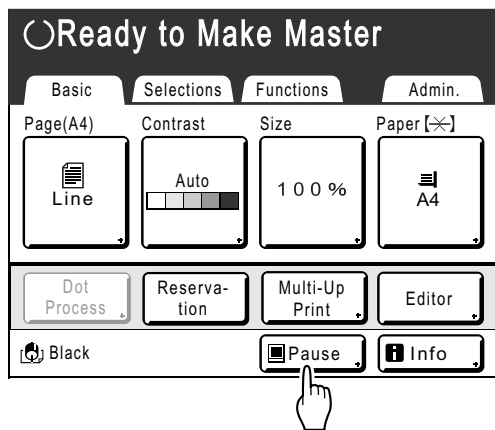 Ready to Make Master
Basic Selections Functions Admin.
Page(A4) Contrast Size Paper【】
Line Auto 100% A4
Dot Process Reserva- tion Multi-Up Print Editor
Black Pause i Info